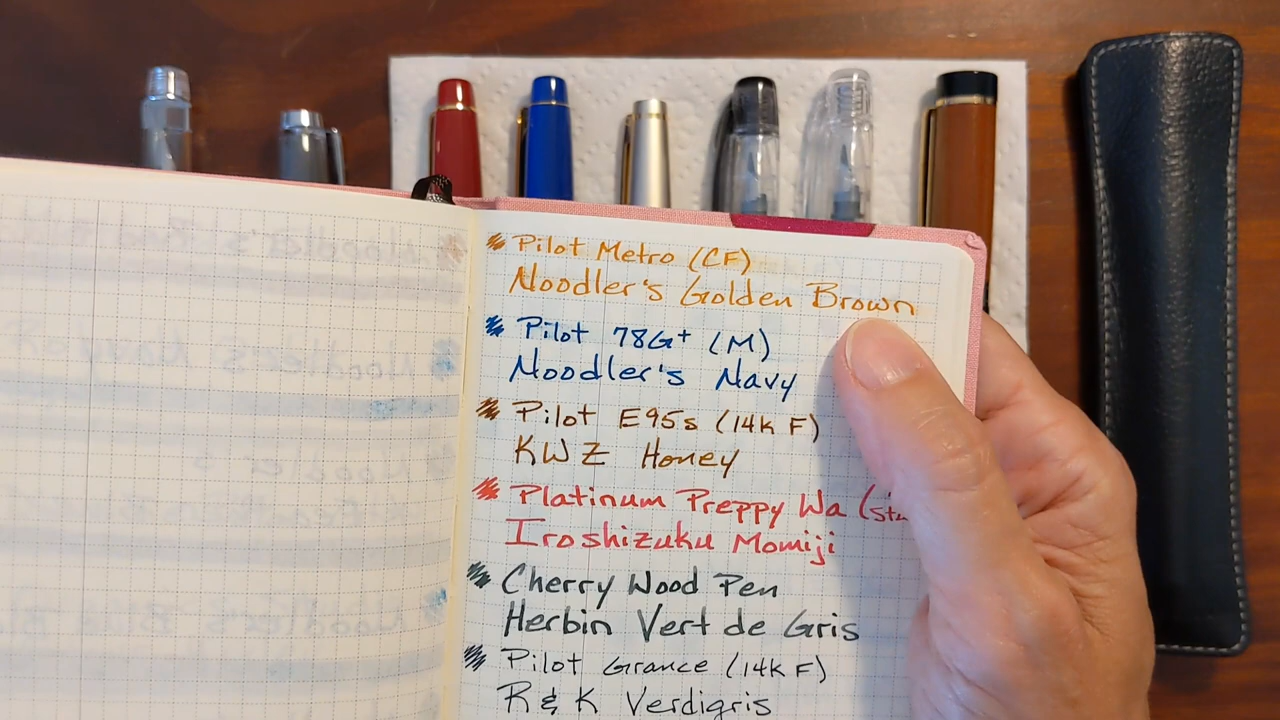 Pilot Metro (CF)
Noodler's Golden Brown
Pilot 78G+ (M)
Noodler's Navy
Pilot E95s (14K F)
KWZ Honey
Platinum Preppy Wa
Iroshizuku Momiji
Cherry Wood Pen
Herbin Vert de Gris
Pilot Grance (14K F)
R & K Verdigris